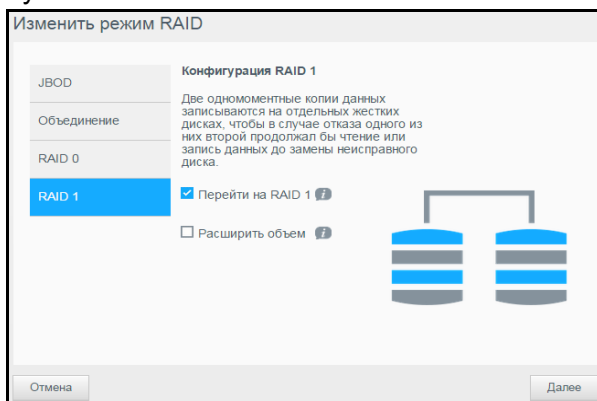 Изменить режим RAID
JBOD
Объединение
RAID 0
RAID 1
Конфигурация RAID 1
Две одномоментные копии данных
записываются на отдельных жестких
дисках, чтобы в случае отказа одного из
них второй продолжал бы чтение или
запись данных до замены неисправного
диска.
Перейти на RAID 1
Расширить объем
Отмена
Далее